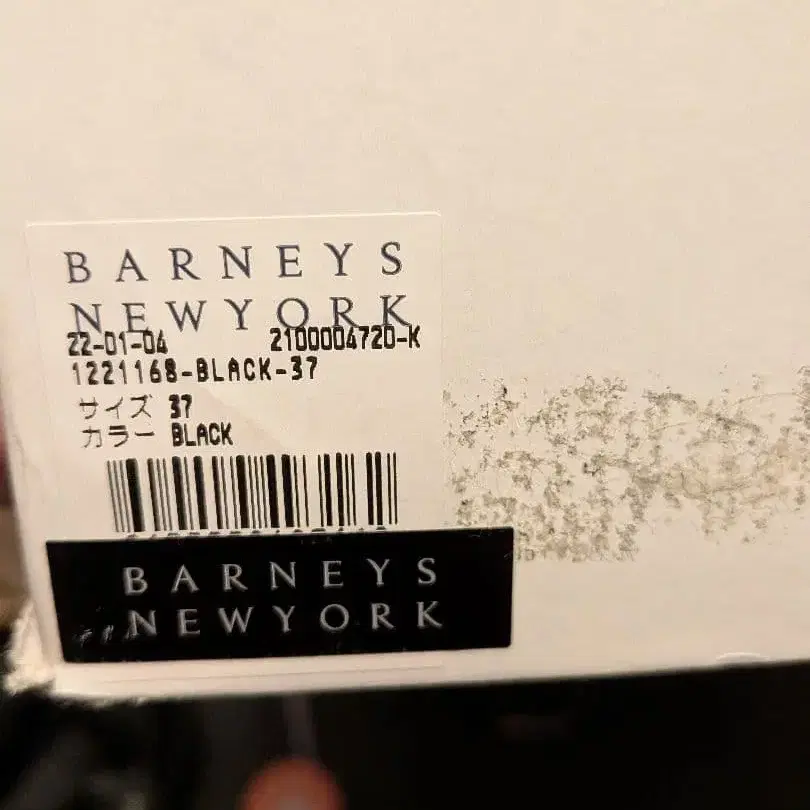 BARNEYS
NEWYORK
22-01-04 2100004720-K
1221168-BLACK-37
サイズ 37
カラー BLACK
BARNEYS
NEWYORK